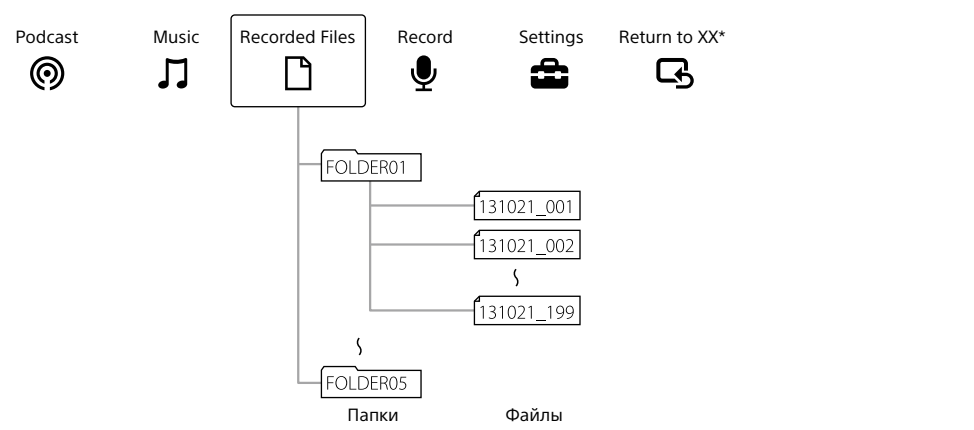 Podcast Music Recorded Files Record Settings Return to XX*
FOLDER01
131021_001
131021_002
131021_199
FOLDER05
Папки Файлы